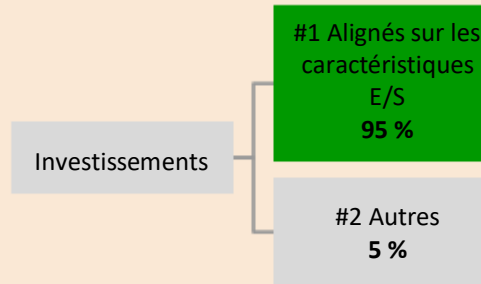 #1 Alignés sur les
caractéristiques
E/S
95 %
Investissements
#2 Autres
5 %